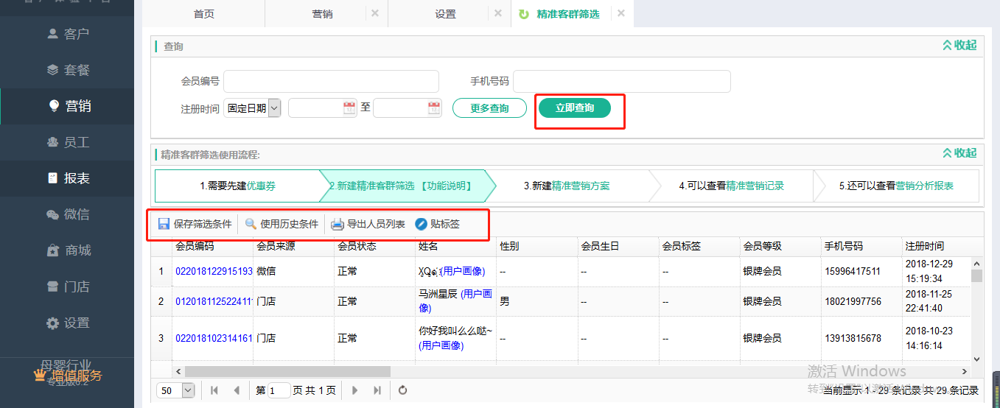 首页 营销 设置 精准客群筛选
客户
套餐
营销
员工
报表
微信
商城
门店
设置
母婴行业
增值服务
专业版6.2
查询 收起
会员编号 手机号码
注册时间 固定日期 至 更多查询 立即查询
精准客群筛选使用流程: 收起
1.需要先建优惠券 2.新建精准客群筛选 【功能说明】 3.新建精准营销方案 4.可以查看精准营销记录 5.还可以查看营销分析报表
保存筛选条件 使用历史条件 导出人员列表 贴标签
会员编码 会员来源 会员状态 姓名 性别 会员生日 会员标签 会员等级 手机号码 注册时间
1 022018122915193 微信 正常 (用户画像) -- -- -- 银牌会员 15996417511 2018-12-29
15:19:34
2 012018112522411 门店 正常 马洲星辰 (用户画
像) 男 -- -- 银牌会员 18021997756 2018-11-25
22:41:40
3 022018102314161 门店 正常 你好我叫么么哒~
(用户画像) -- -- -- 银牌会员 13913815678 2018-10-23
14:16:14
激活 Windows
50 第 1 页 共 1 页 当前显示 1 - 29 条记录 共 29 条记录